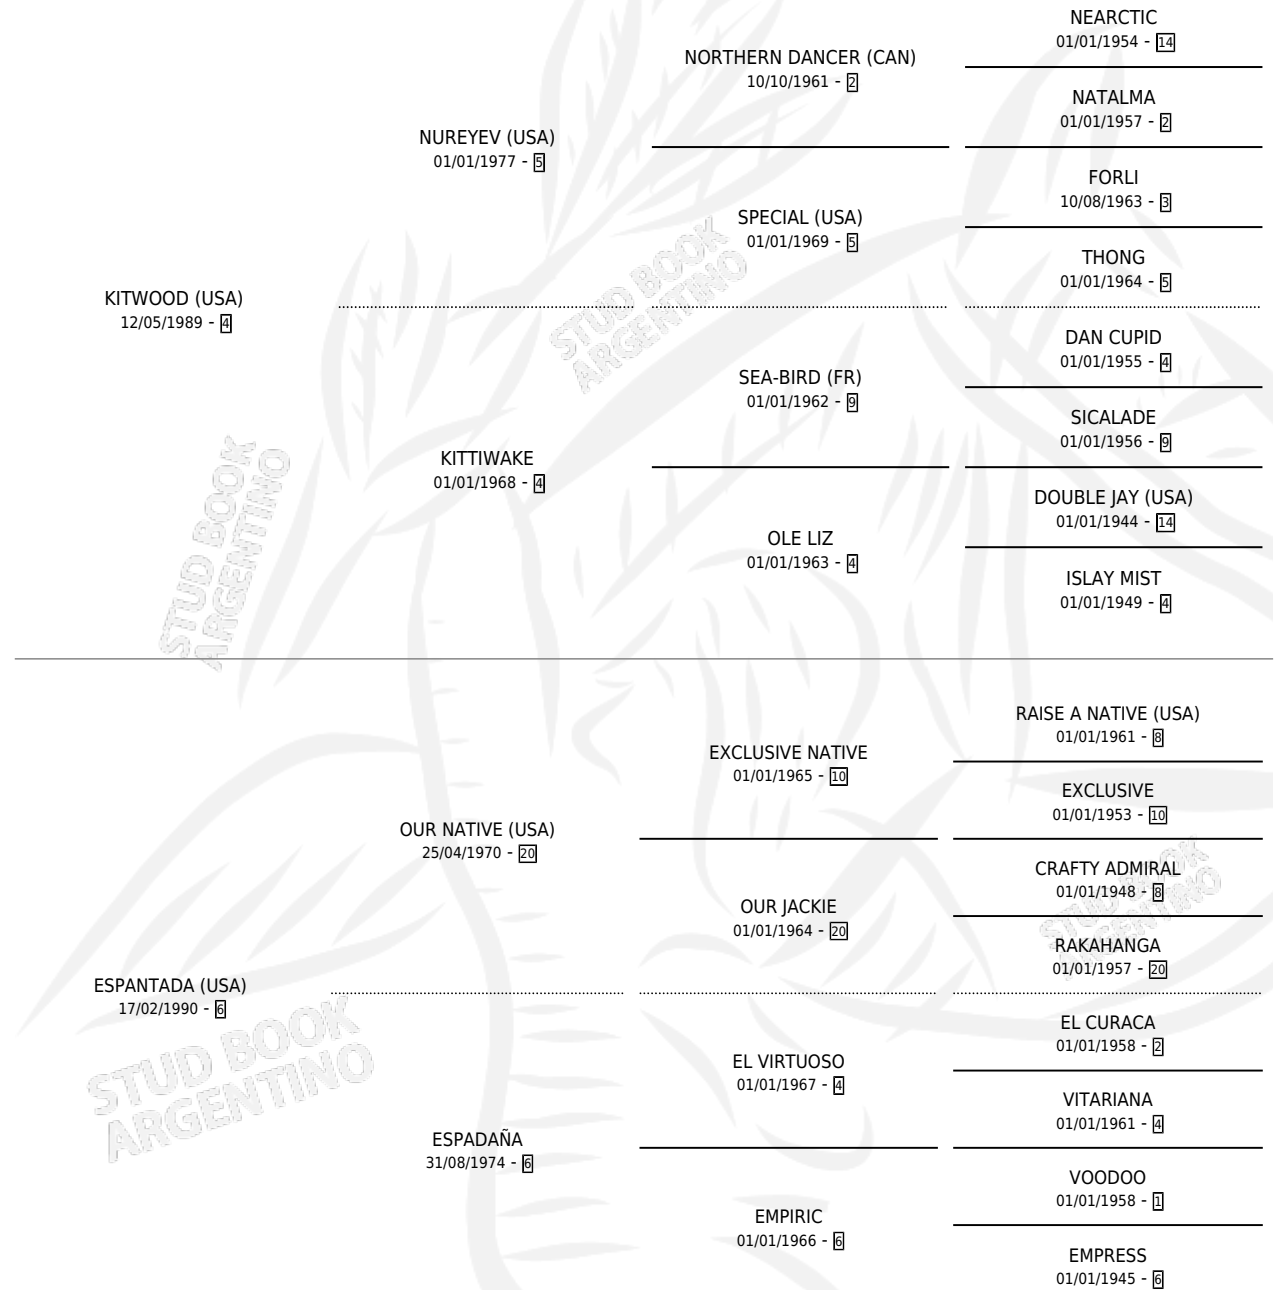 NEARCTIC
01/01/1954 - 14
NORTHERN DANCER (CAN)
10/10/1961 - 2
NATALMA
01/01/1957 - 2
NUREYEV (USA)
01/01/1977 - 5
FORLI
10/08/1963 - 3
SPECIAL (USA)
01/01/1969 - 5
THONG
01/01/1964 - 5
KITWOOD (USA)
12/05/1989 - 4
DAN CUPID
01/01/1955 - 4
SEA-BIRD (FR)
01/01/1962 - 9
SICALADE
01/01/1956 - 9
KITTIWAKE
01/01/1968 - 4
DOUBLE JAY (USA)
01/01/1944 - 14
OLE LIZ
01/01/1963 - 4
ISLAY MIST
01/01/1949 - 4
RAISE A NATIVE (USA)
01/01/1961 - 8
EXCLUSIVE NATIVE
01/01/1965 - 10
EXCLUSIVE
01/01/1953 - 10
OUR NATIVE (USA)
25/04/1970 - 20
CRAFTY ADMIRAL
01/01/1948 - 8
OUR JACKIE
01/01/1964 - 20
RAKAHANGA
01/01/1957 - 20
ESPANTADA (USA)
17/02/1990 - 6
EL CURACA
01/01/1958 - 2
EL VIRTUOSO
01/01/1967 - 4
VITARIANA
01/01/1961 - 4
ESPADAÑA
31/08/1974 - 6
VOODOO
01/01/1958 - 1
EMPIRIC
01/01/1966 - 6
EMPRESS
01/01/1945 - 6
STUD BOOK
ARGENTINO
STUD BOOK
ARGENTINO
STUD BOOK
ARGENTINO
STUD BOOK
ARGENTINO